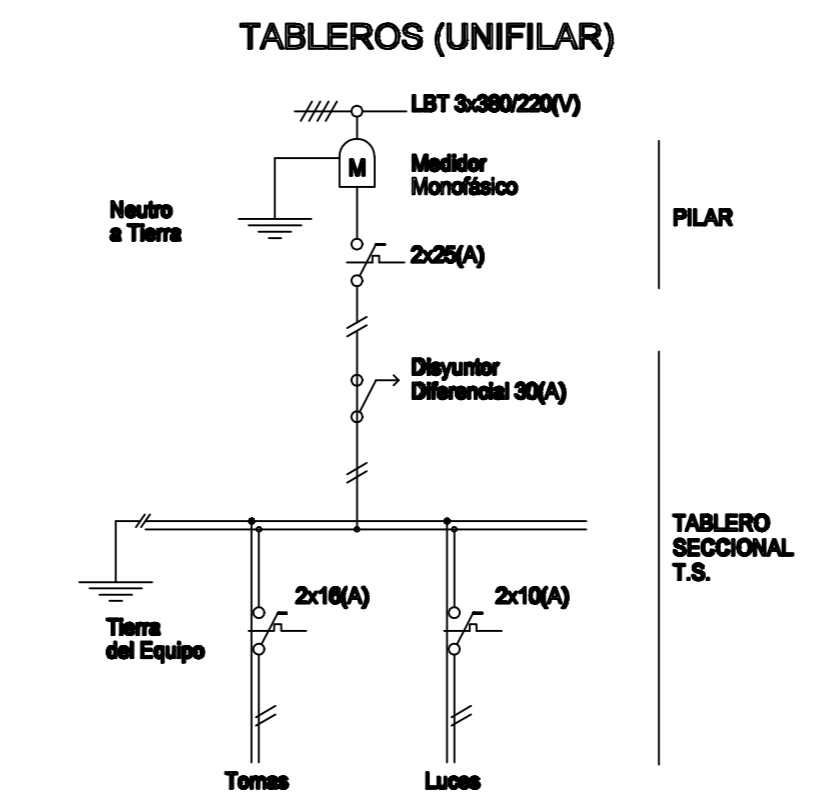 TABLEROS (UNIFILAR)
LBT 3x380/220(V)
M
Medidor
Monofásico
Neutro
a Tierra
PILAR
2x25(A)
Disyuntor
Diferencial 30(A)
TABLERO
SECCIONAL
T.S.
2x16(A)
2x10(A)
Tierra
del Equipo
Tomas
Luces